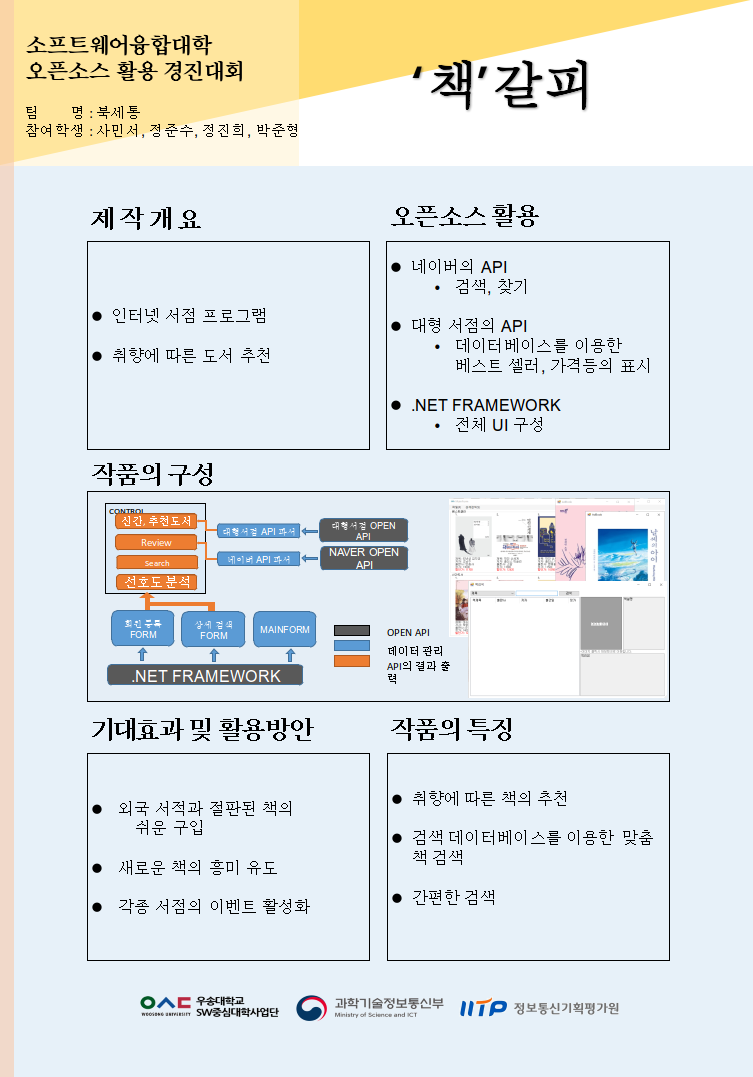 소프트웨어융합대학
오픈소스 활용 경진대회
팀 명 : 북세통
참여학생 : 사민서, 정준수, 정진희, 박준형
‘책’갈피
제작 개요
● 인터넷 서점 프로그램
● 취향에 따른 도서 추천
오픈소스 활용
● 네이버의 API
• 검색, 찾기
● 대형 서점의 API
• 데이터베이스를 이용한
베스트 셀러, 가격등의 표시
● .NET FRAMEWORK
• 전체 UI 구성
작품의 구성
CONTROL
신간, 추천도서
Review
Search
선호도 분석
대형서점 API 파서
네이버 API 파서
대형서점 OPEN
API
NAVER OPEN
API
회원 등록
FORM
상세 검색
FORM
MAINFORM
.NET FRAMEWORK
OPEN API
데이터 관리
API의 결과 출
력
기대효과 및 활용방안
● 외국 서적과 절판된 책의
쉬운 구입
● 새로운 책의 흥미 유도
● 각종 서점의 이벤트 활성화
작품의 특징
● 취향에 따른 책의 추천
● 검색 데이터베이스를 이용한 맞춤
책 검색
● 간편한 검색
WOOSONG UNIVERSITY
우송대학교
SW중심대학사업단
과학기술정보통신부
Ministry of Science and ICT
IITP 정보통신기획평가원